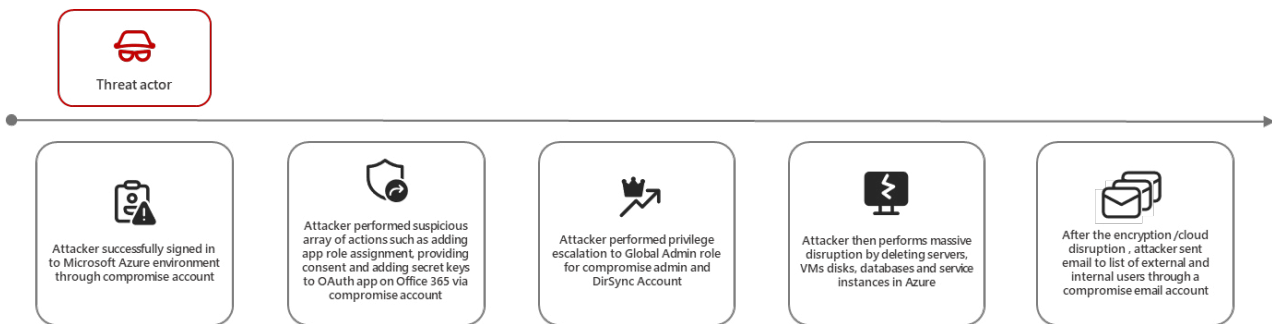 Threat actor
Attacker successfully signed in
to Microsoft Azure environment
through compromise account
Attacker performed suspicious
array of actions such as adding
app role assignment, providing
consent and adding secret keys
to OAuth app on Office 365 via
compromise account
Attacker performed privilege
escalation to Global Admin role
for compromise admin and
DirSync Account
Attacker then performs massive
disruption by deleting servers,
VMs disks, databases and service
instances in Azure
After the encryption /cloud
disruption , attacker sent
email to list of external and
internal users through a
compromise email account